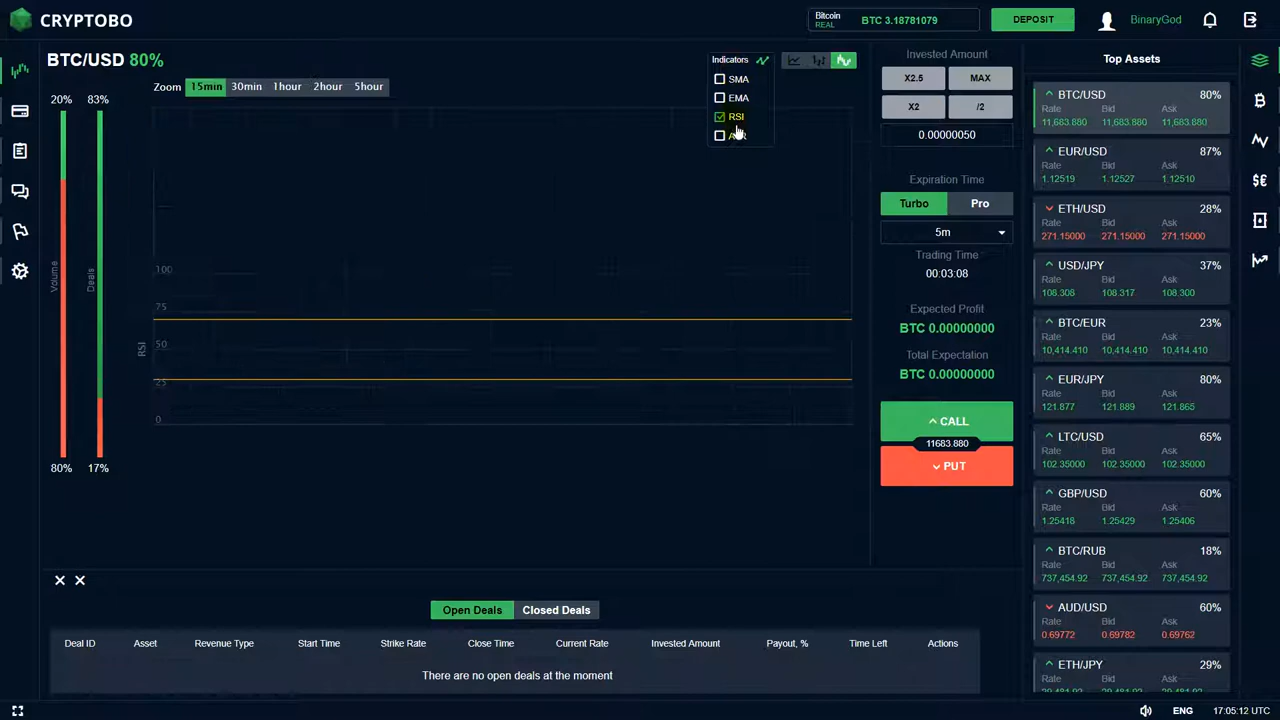 CRYPTOBO
Bitcoin
REAL
BTC 3.18781079
DEPOSIT
BinaryGod
BTC/USD 80%
Zoom 15min 30min 1hour 2hour 5hour
20% 83%
Volume
Deals
80% 17%
Indicators
SMA
EMA
RSI
100
75
50
25
0
RSI
Invested Amount
X2.5 MAX
X2 /2
0.00000050
Expiration Time
Turbo Pro
5m
Trading Time
00:03:08
Expected Profit
BTC 0.00000000
Total Expectation
BTC 0.00000000
CALL
11683.880
PUT
Top Assets
BTC/USD 80%
Rate Bid Ask
11,683.880 11,683.880 11,683.880
EUR/USD 87%
Rate Bid Ask
1.12519 1.12527 1.12510
ETH/USD 28%
Rate Bid Ask
271.15000 271.15000 271.15000
USD/JPY 37%
Rate Bid Ask
108.308 108.317 108.300
BTC/EUR 23%
Rate Bid Ask
10,414.410 10,414.410 10,414.410
EUR/JPY 80%
Rate Bid Ask
121.877 121.889 121.865
LTC/USD 65%
Rate Bid Ask
102.35000 102.35000 102.35000
GBP/USD 60%
Rate Bid Ask
1.25418 1.25429 1.25406
BTC/RUB 18%
Rate Bid Ask
737,454.92 737,454.92 737,454.92
AUD/USD 60%
Rate Bid Ask
0.69772 0.69782 0.69762
ETH/JPY 29%
Rate Bid Ask
Open Deals Closed Deals
Deal ID Asset Revenue Type Start Time Strike Rate Close Time Current Rate Invested Amount Payout, % Time Left Actions
There are no open deals at the moment
ENG 17:05:12 UTC